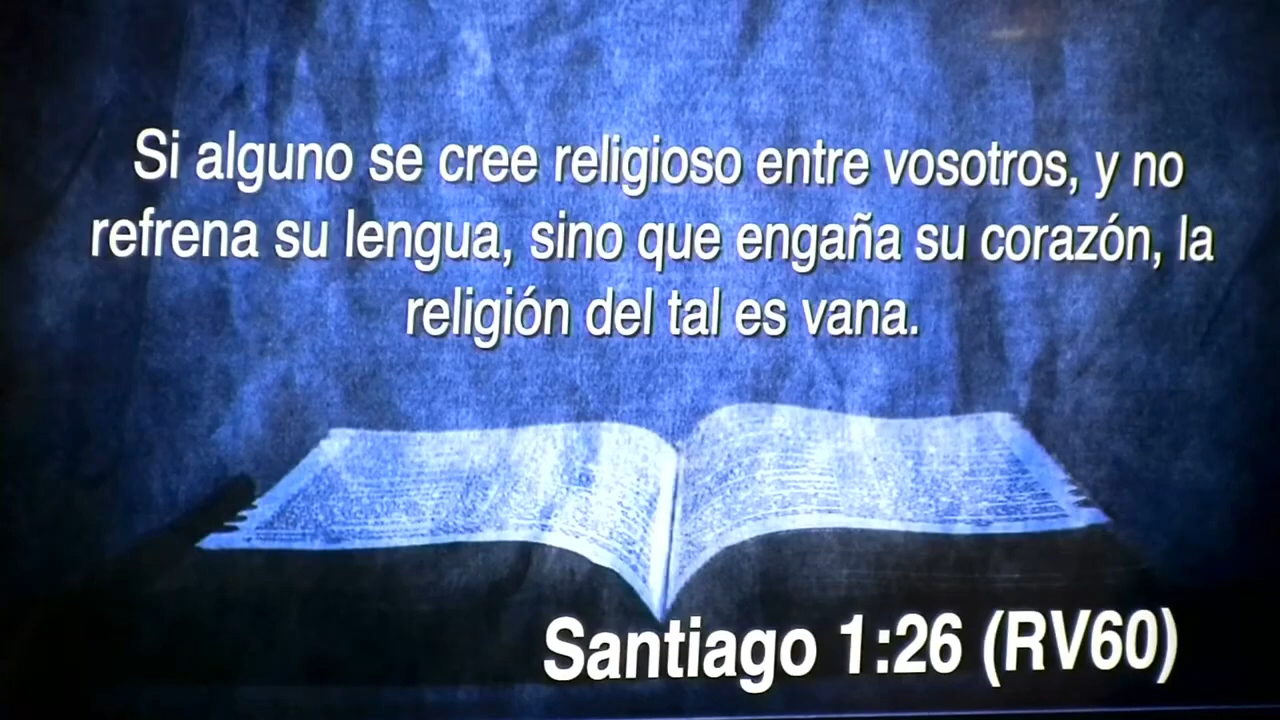 Si alguno se cree religioso entre vosotros, y no
refrena su lengua, sino que engaña su corazón, la
religión del tal es vana.
Santiago 1:26 (RV60)